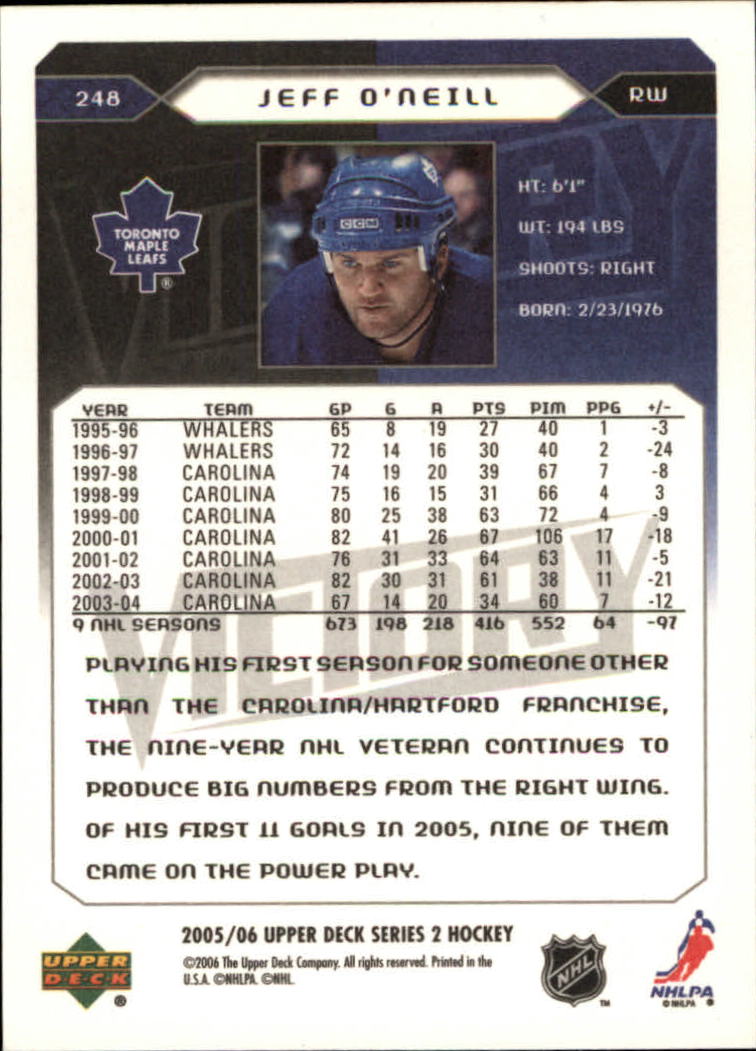 248 JEFF O'NEILL RW
TORONTO
MAPLE
LEAFS
®
CCM
HT: 6'1"
WT: 194 LBS
SHOOTS: RIGHT
BORN: 2/23/1976
YEAR TEAM GP G A PTS PIM PPG +/-
1995-96 WHALERS 65 8 19 27 40 1 -3
1996-97 WHALERS 72 14 16 30 40 2 -24
1997-98 CAROLINA 74 19 20 39 67 7 -8
1998-99 CAROLINA 75 16 15 31 66 4 3
1999-00 CAROLINA 80 25 38 63 72 4 -9
2000-01 CAROLINA 82 41 26 67 106 17 -18
2001-02 CAROLINA 76 31 33 64 63 11 -5
2002-03 CAROLINA 82 30 31 61 38 11 -21
2003-04 CAROLINA 67 14 20 34 60 7 -12
9 NHL SEASONS 673 198 218 416 552 64 -97
VICTORY
PLAYING HIS FIRST SEASON FOR SOMEONE OTHER
THAN THE CAROLINA/HARTFORD FRANCHISE,
THE NINE-YEAR NHL VETERAN CONTINUES TO
PRODUCE BIG NUMBERS FROM THE RIGHT WING.
OF HIS FIRST 11 GOALS IN 2005, NINE OF THEM
CAME ON THE POWER PLAY.
UPPER
DECK
®
2005/06 UPPER DECK SERIES 2 HOCKEY
©2006 The Upper Deck Company. All rights reserved. Printed in the
U.S.A. ©NHLPA. ©NHL.
NHL
TM
NHLPA
©NHLPA ®